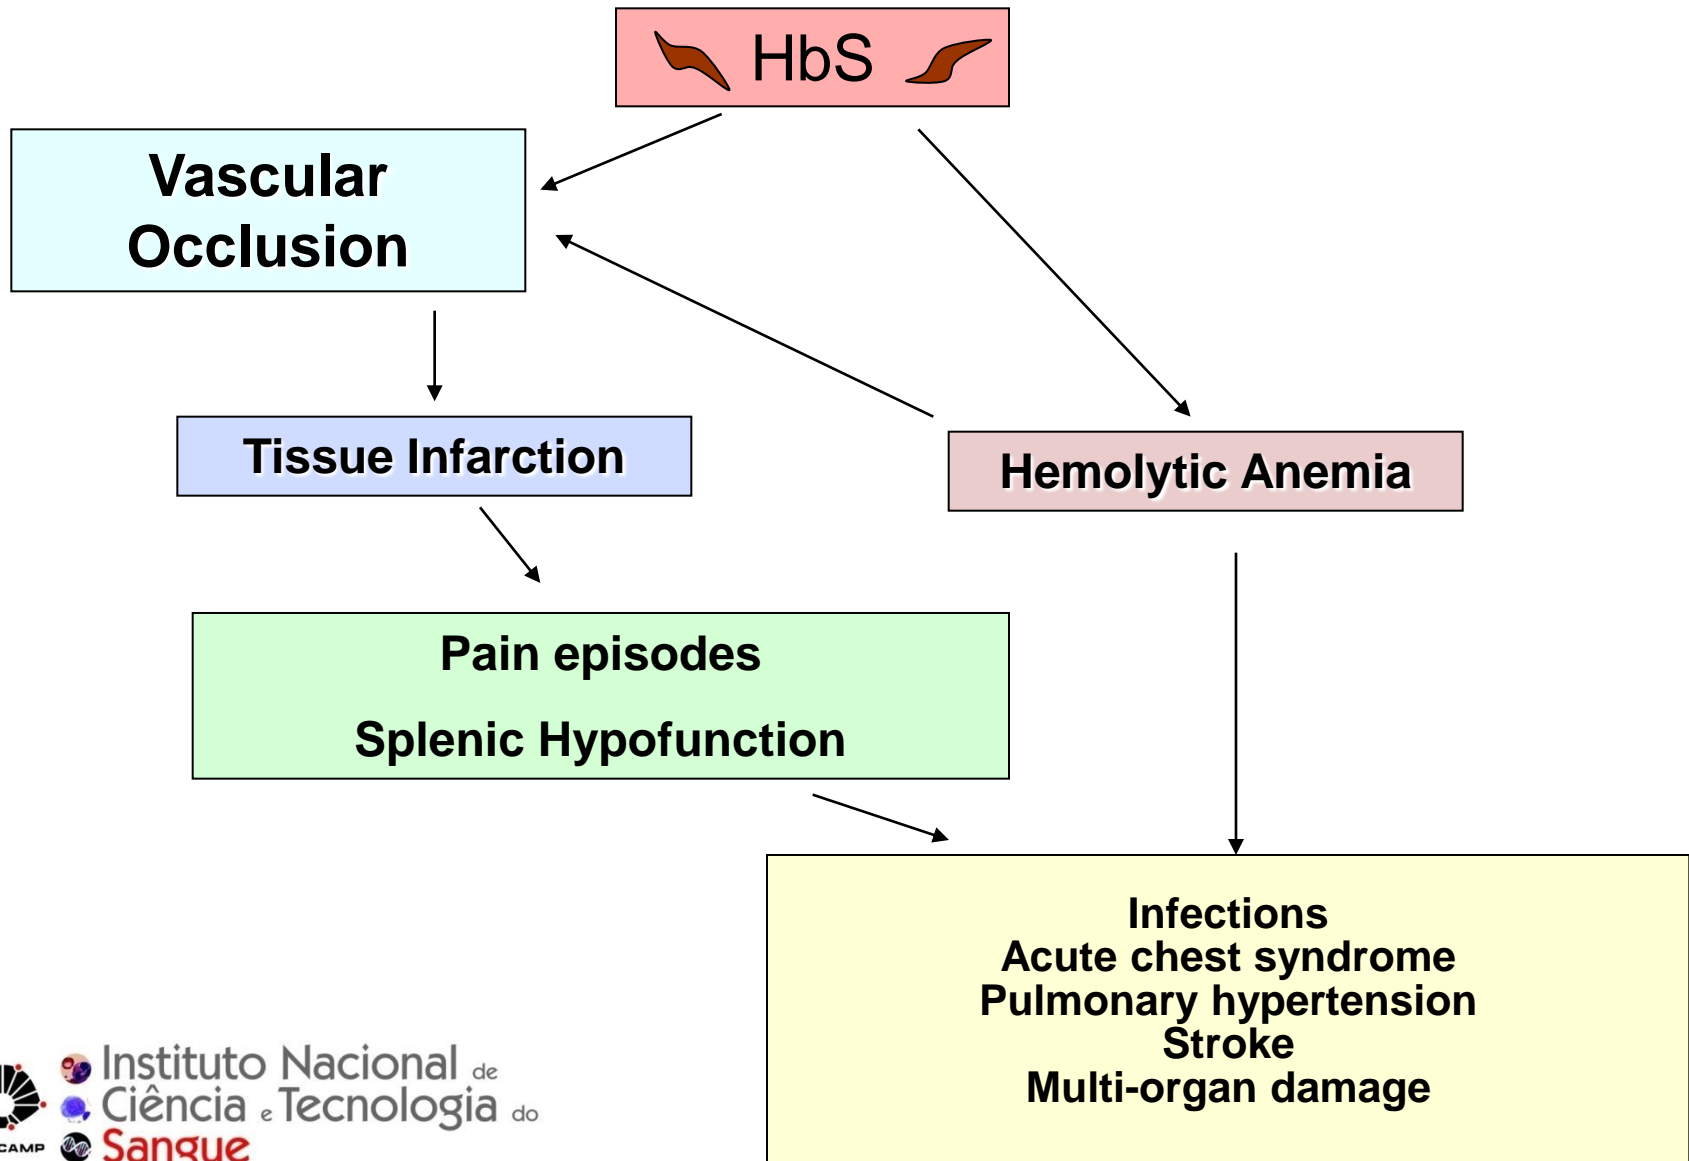 HbS
Vascular
Occlusion
Tissue Infarction
Hemolytic Anemia
Pain episodes
Splenic Hypofunction
Infections
Acute chest syndrome
Pulmonary hypertension
Stroke
Multi-organ damage
Instituto Nacional de
Ciência e Tecnologia do
Sangue
CAMP